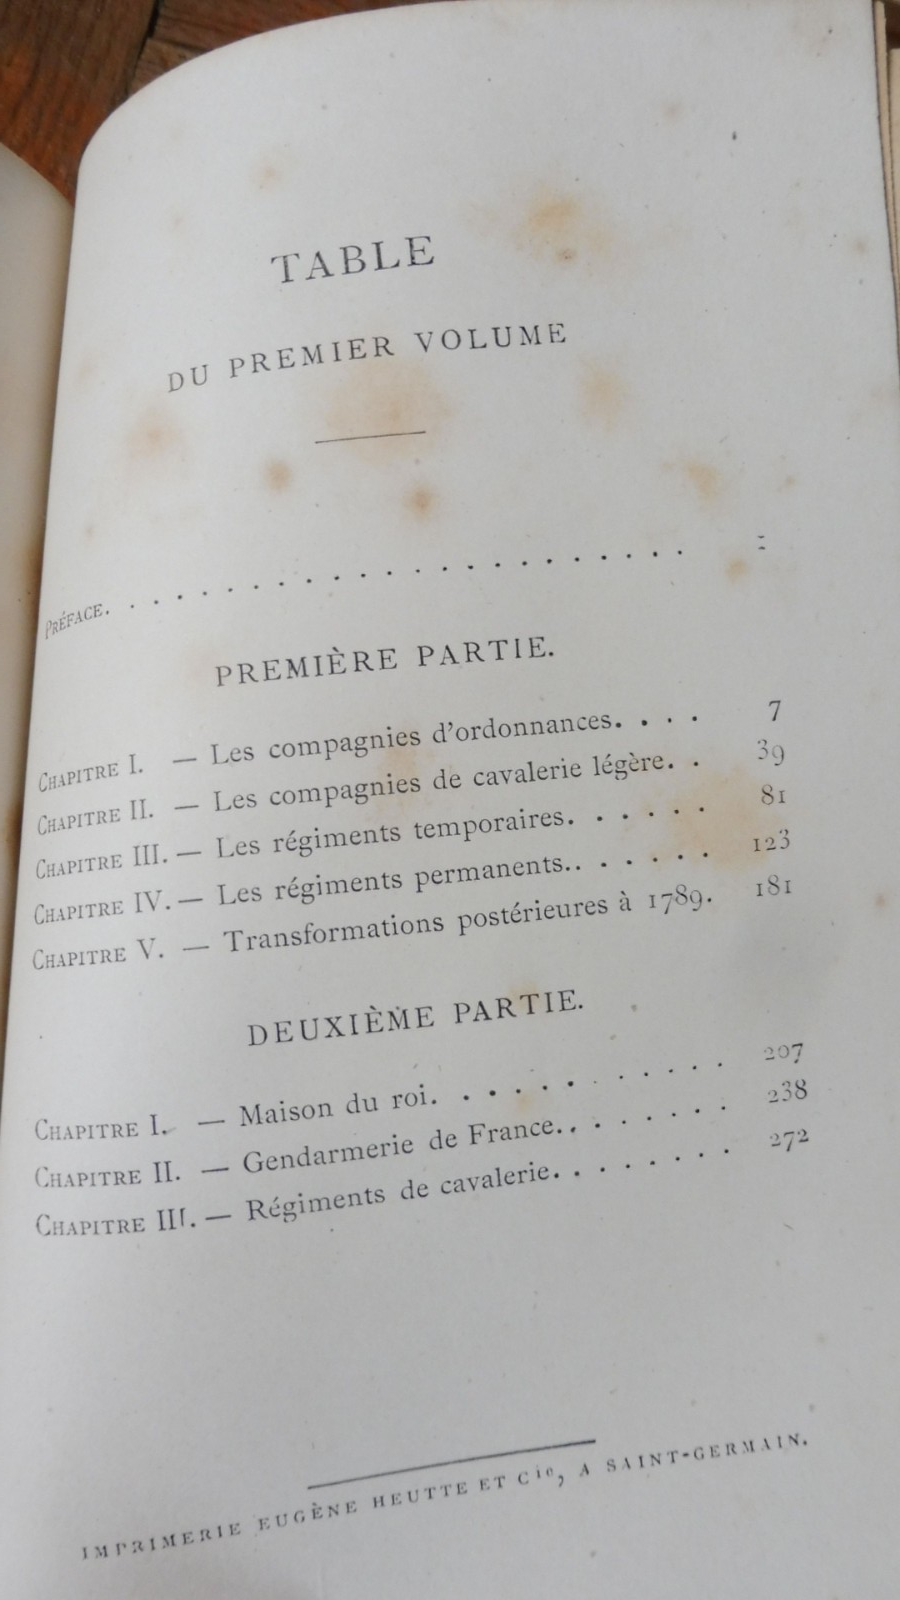 TABLE
DU PREMIER VOLUME
PRÉFACE. . . . . . . . . . . . . . . . . . . . . . .
PREMIÈRE PARTIE.
CHAPITRE I. — Les compagnies d'ordonnances. . . . 7
CHAPITRE II. — Les compagnies de cavalerie légère. . 39
CHAPITRE III. — Les régiments temporaires. . . . . . 81
CHAPITRE IV. — Les régiments permanents. . . . . . . 123
CHAPITRE V. — Transformations postérieures à 1789. 181
DEUXIÈME PARTIE.
CHAPITRE I. — Maison du roi. . . . . . . . . . . . 207
CHAPITRE II. — Gendarmerie de France. . . . . . . . 238
CHAPITRE III. — Régiments de cavalerie. . . . . . . . 272
IMPRIMERIE EUGÈNE HEUTTE ET Cie, A SAINT-GERMAIN.